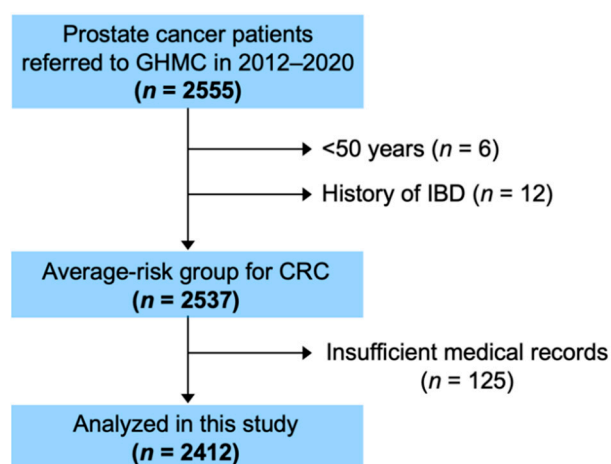 Prostate cancer patients
referred to GHMC in 2012–2020
(n = 2555)
<50 years (n = 6)
History of IBD (n = 12)
Average-risk group for CRC
(n = 2537)
Insufficient medical records
(n = 125)
Analyzed in this study
(n = 2412)